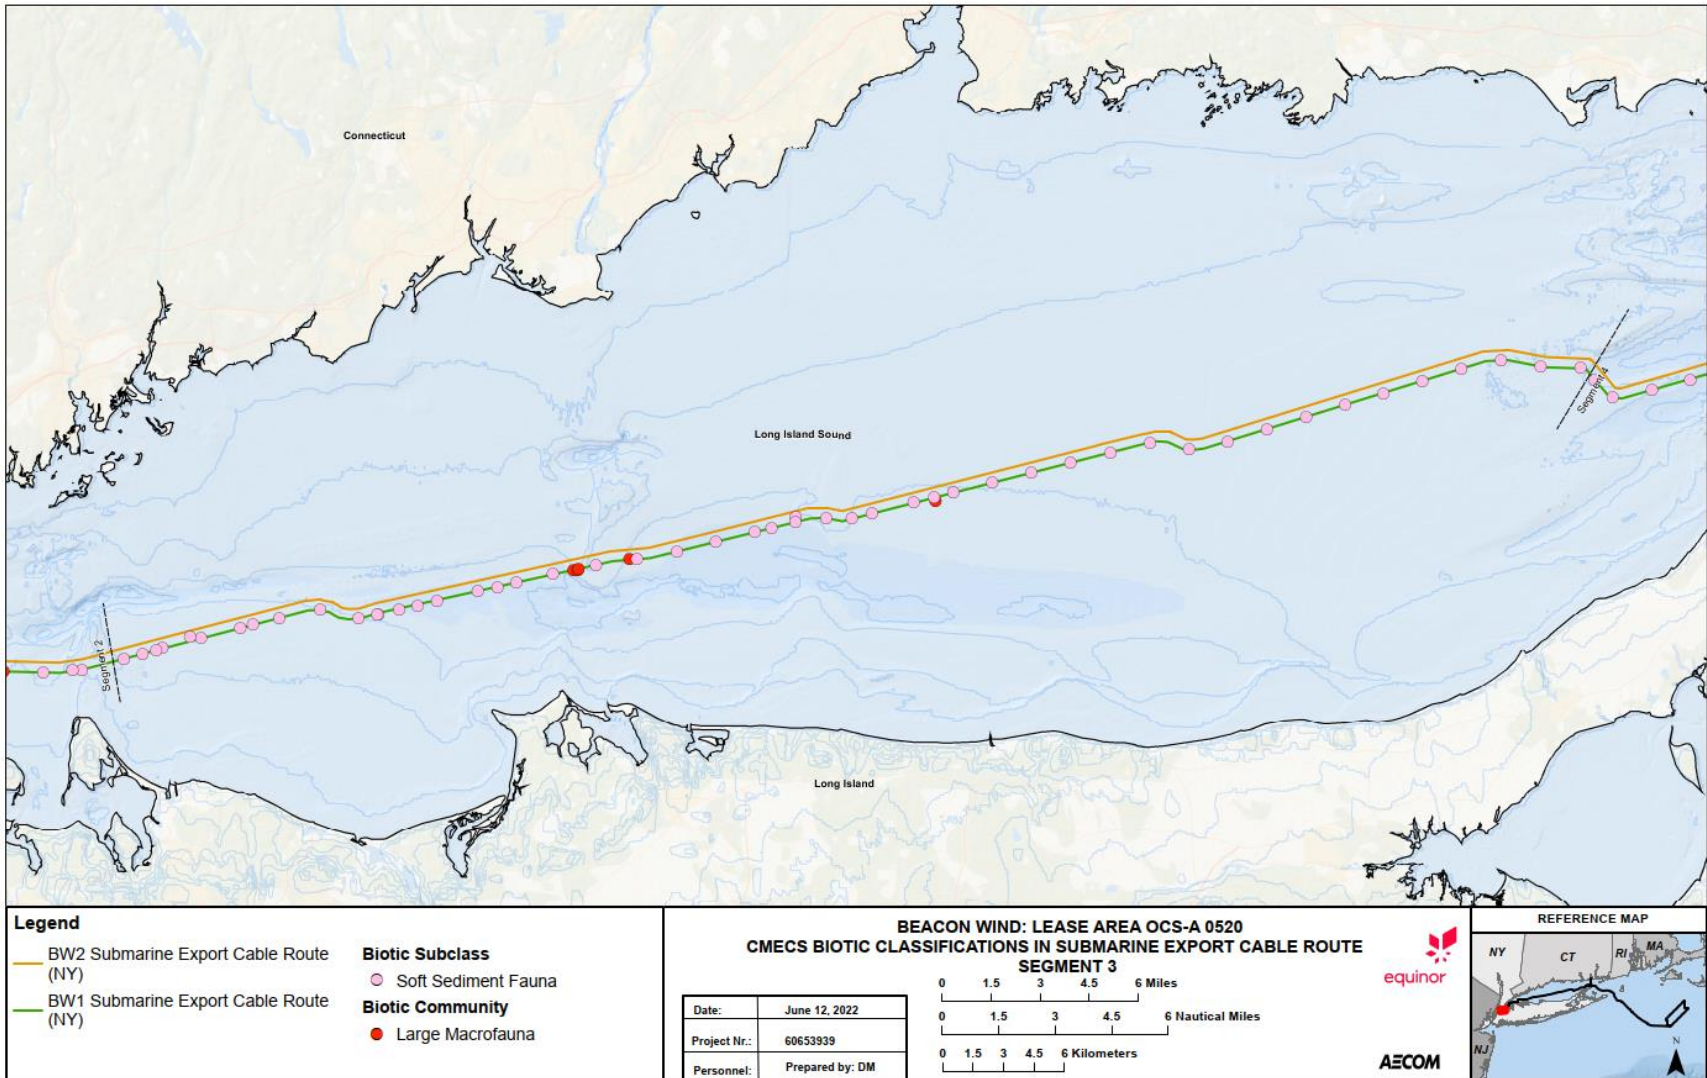 Connecticut
Long Island Sound
Segment 4
Segment 2
Long Island
Legend
BW2 Submarine Export Cable Route
(NY)
BW1 Submarine Export Cable Route
(NY)
Biotic Subclass
Soft Sediment Fauna
Biotic Community
Large Macrofauna
BEACON WIND: LEASE AREA OCS-A 0520
CMECS BIOTIC CLASSIFICATIONS IN SUBMARINE EXPORT CABLE ROUTE
SEGMENT 3
Date: June 12, 2022
Project Nr.: 60653939
Personnel: Prepared by: DM
0 1.5 3 4.5 6 Miles
0 1.5 3 4.5 6 Nautical Miles
0 1.5 3 4.5 6 Kilometers
equinor
AECOM
REFERENCE MAP
NY
CT
RI
MA
NJ
N